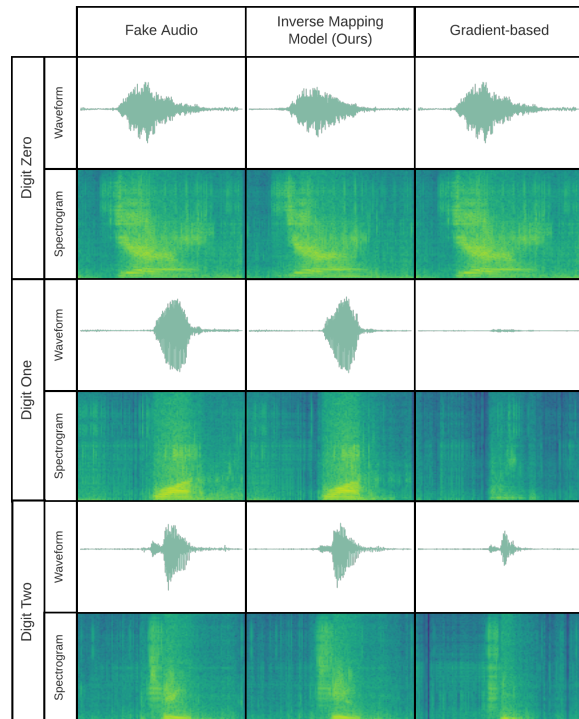 Fake Audio
Inverse Mapping
Model (Ours)
Gradient-based
Digit Zero
Waveform
Spectrogram
Digit One
Waveform
Spectrogram
Digit Two
Waveform
Spectrogram